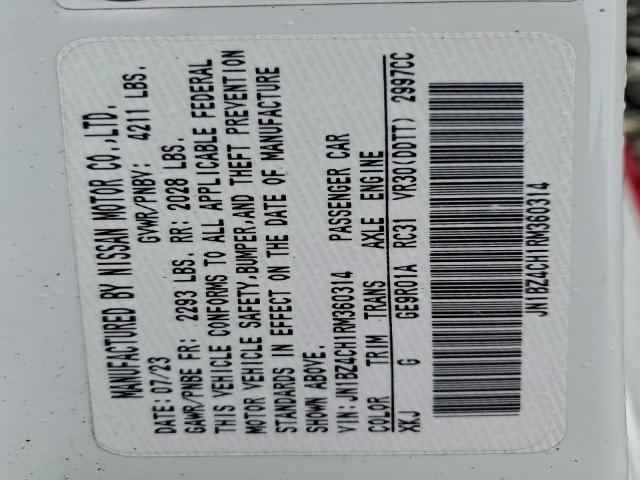 MANUFACTURED BY NISSAN MOTOR CO.,LTD.
DATE: 07/23 GVWR/PNBV: 4211 LBS.
GAWR/PNBE FR: 2293 LBS. RR: 2028 LBS.
THIS VEHICLE CONFORMS TO ALL APPLICABLE FEDERAL
MOTOR VEHICLE SAFETY,BUMPER,AND THEFT PREVENTION
STANDARDS IN EFFECT ON THE DATE OF MANUFACTURE
SHOWN ABOVE.
VIN:JN1BZ4CH1RM360314 PASSENGER CAR
COLOR TRIM TRANS AXLE ENGINE
XKJ G GE9R01A RC31 VR30(DDTT) 2997CC
JN1BZ4CH1RM360314